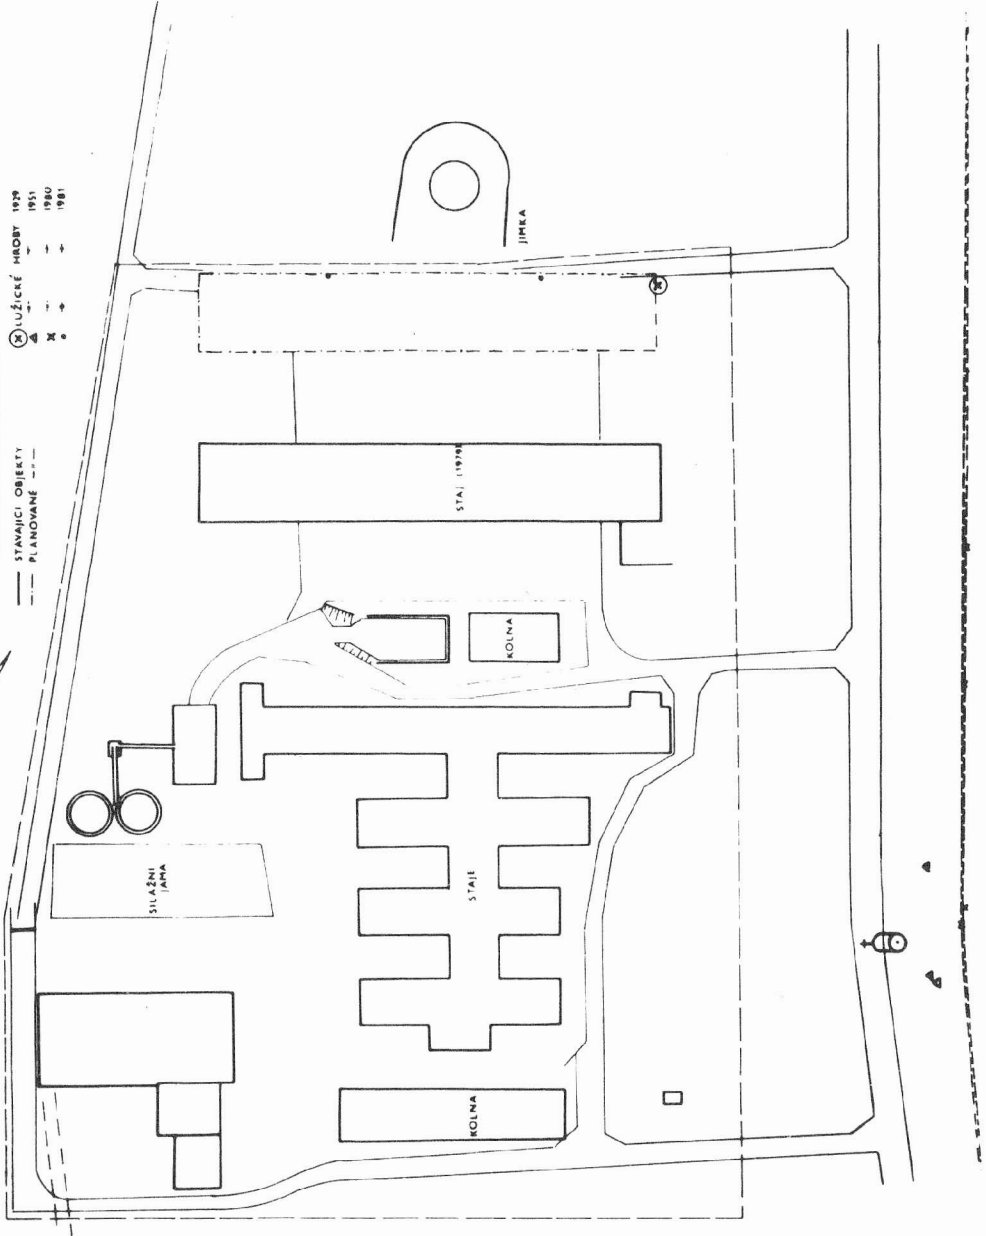 STÁVAJÍCÍ OBJEKTY
PLÁNOVANÉ
LUŽICKÉ HROBY 1929
1951
1980
1981
JÍMKA
STÁJ (1979)
KOLNA
SILÁŽNÍ
JÁMA
STÁJE
KOLNA